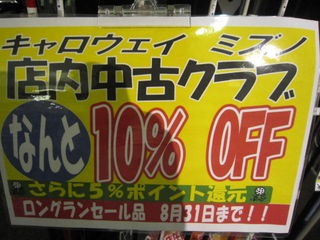 キャロウェイ ミズノ
店内中古クラブ
なんと 10% OFF
さらに5%ポイント還元
ロングランセール品 8月31日まで!!